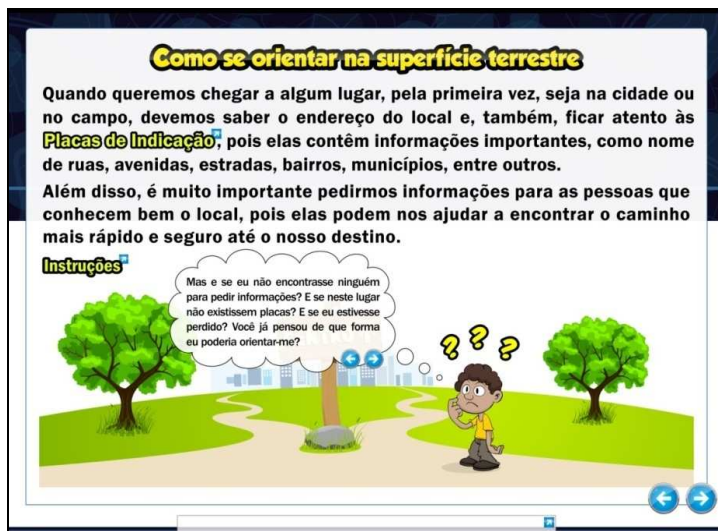 Como se orientar na superfície terrestre
Quando queremos chegar a algum lugar, pela primeira vez, seja na cidade ou
no campo, devemos saber o endereço do local e, também, ficar atento às
Placas de Indicação, pois elas contêm informações importantes, como nome
de ruas, avenidas, estradas, bairros, municípios, entre outros.
Além disso, é muito importante pedirmos informações para as pessoas que
conhecem bem o local, pois elas podem nos ajudar a encontrar o caminho
mais rápido e seguro até o nosso destino.
Instruções
Mas e se eu não encontrasse ninguém
para pedir informações? E se neste lugar
não existissem placas? E se eu estivesse
perdido? Você já pensou de que forma
eu poderia orientar-me?
? ? ?